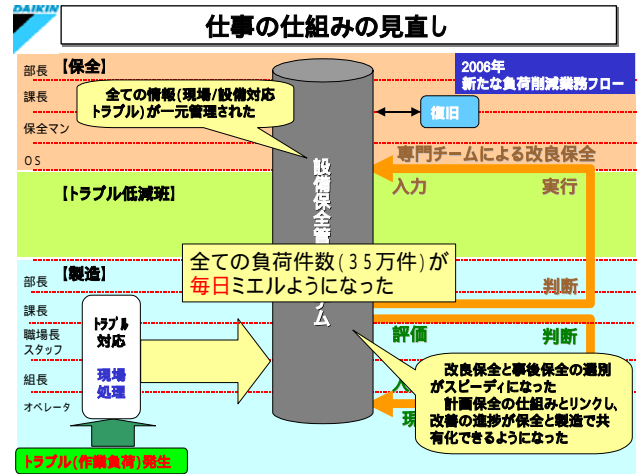 DAIKIN
仕事の仕組みの見直し
部長
【保全】
課長
保全マン
OS
全ての情報(現場/設備対応
トラブル)が一元管理された
2006年
新たな負荷削減業務フロー
復旧
専門チームによる改良保全
入力
実行
【トラブル低減班】
設備保全管
ム
全ての負荷件数(35万件)が
毎日ミエルようになった
部長
【製造】
課長
職場長
スタッフ
組長
オペレータ
トラブル
対応
現場
処理
判断
評価
判断
入
現
改良保全と事後保全の選別
がスピーディになった
計画保全の仕組みとリンクし、
改善の進捗が保全と製造で共
有化できるようになった
トラブル(作業負荷)発生